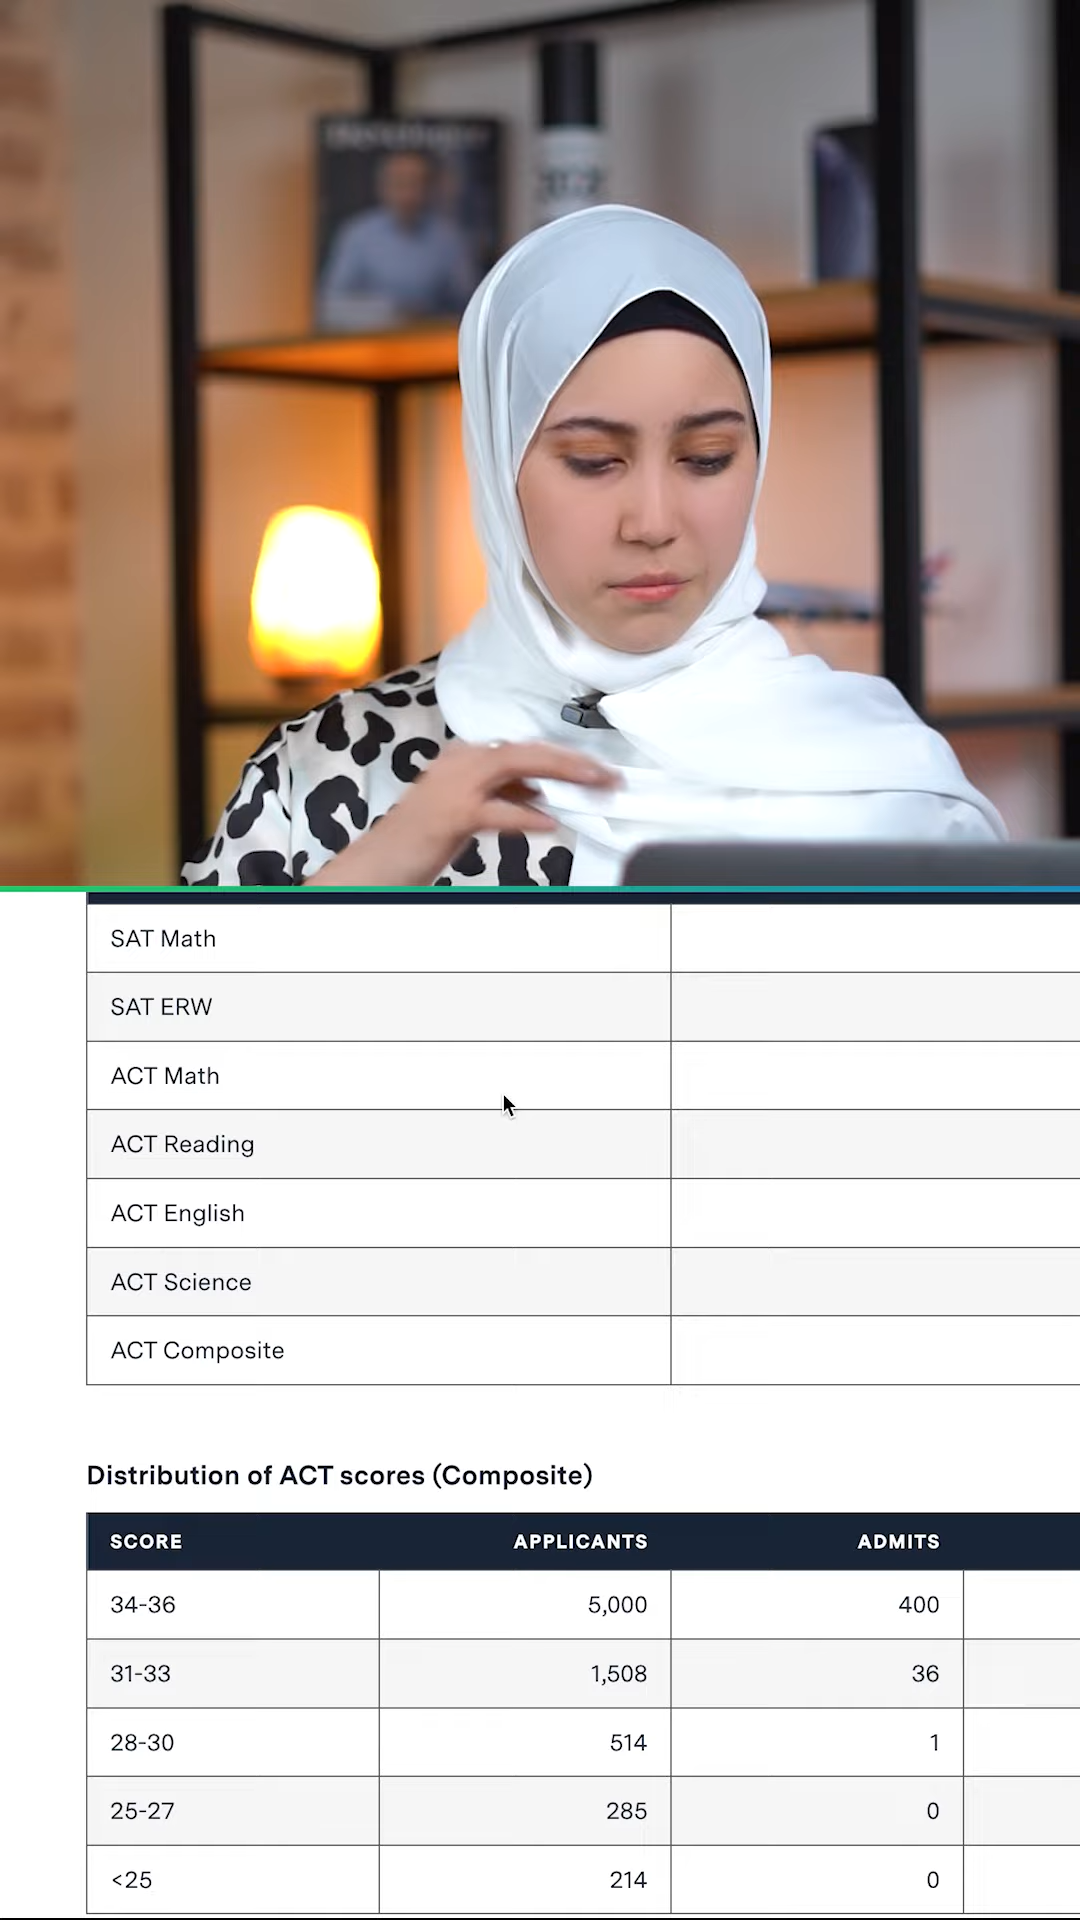 SAT Math
SAT ERW
ACT Math
ACT Reading
ACT English
ACT Science
ACT Composite
Distribution of ACT scores (Composite)
SCORE APPLICANTS ADMITS
34-36 5,000 400
31-33 1,508 36
28-30 514 1
25-27 285 0
<25 214 0